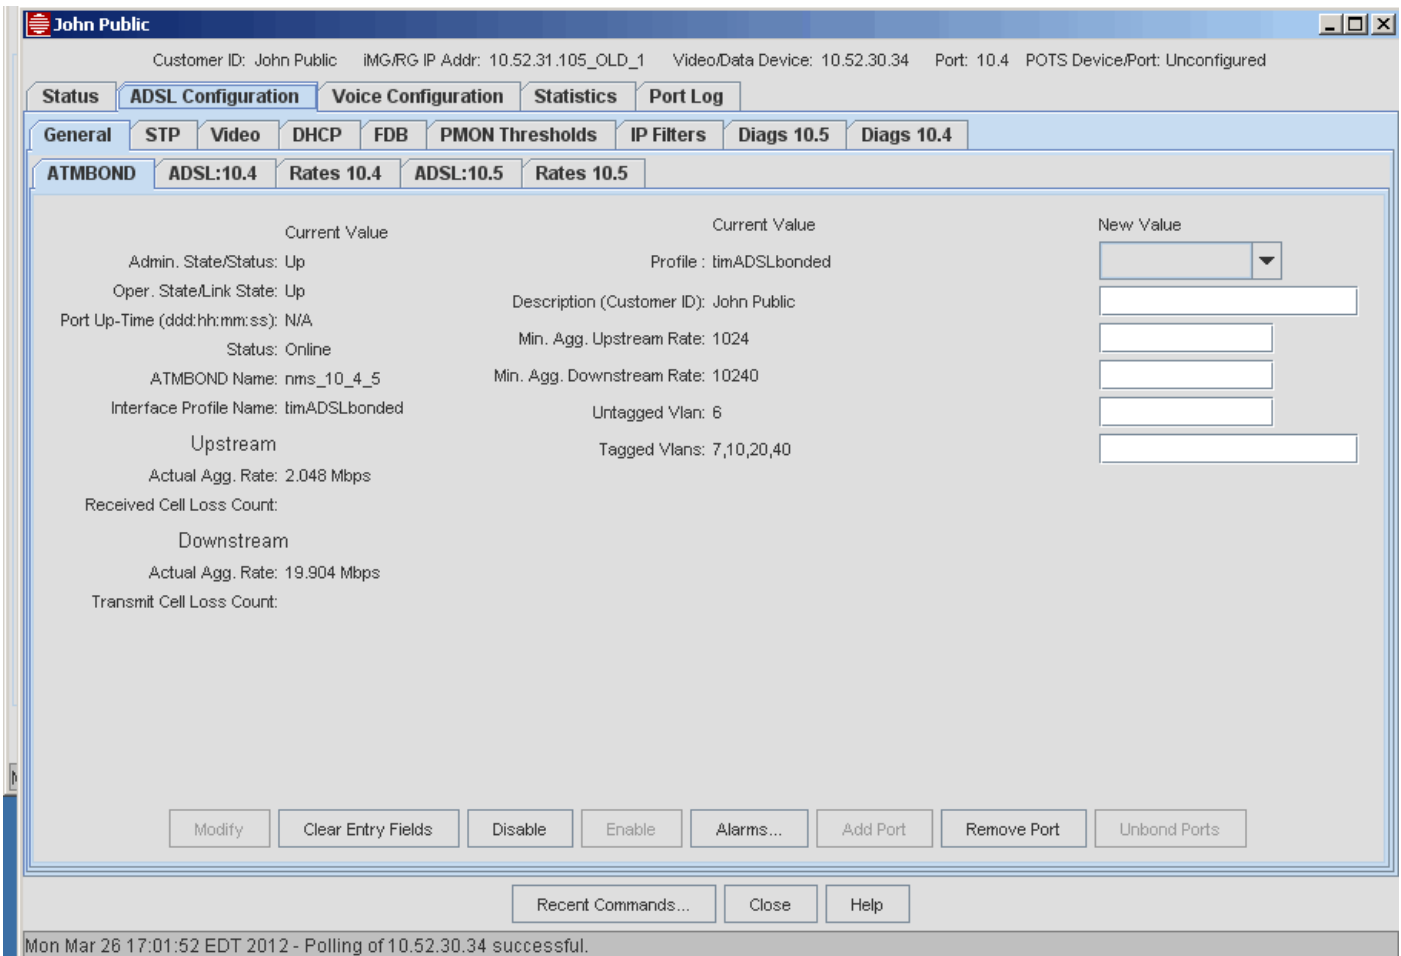 John Public
Customer ID: John Public iMG/RG IP Addr: 10.52.31.105_OLD_1 Video/Data Device: 10.52.30.34 Port: 10.4 POTS Device/Port: Unconfigured
Status ADSL Configuration Voice Configuration Statistics Port Log
General STP Video DHCP FDB PMON Thresholds IP Filters Diags 10.5 Diags 10.4
ATMBOND ADSL:10.4 Rates 10.4 ADSL:10.5 Rates 10.5
Current Value
Admin. State/Status: Up
Oper. State/Link State: Up
Port Up-Time (ddd:hh:mm:ss): N/A
Status: Online
ATMBOND Name: nms_10_4_5
Interface Profile Name: timADSLbonded
Upstream
Actual Agg. Rate: 2.048 Mbps
Received Cell Loss Count:
Downstream
Actual Agg. Rate: 19.904 Mbps
Transmit Cell Loss Count:
Current Value New Value
Profile : timADSLbonded
Description (Customer ID): John Public
Min. Agg. Upstream Rate: 1024
Min. Agg. Downstream Rate: 10240
Untagged Vlan: 6
Tagged Vlans: 7,10,20,40
Modify Clear Entry Fields Disable Enable Alarms... Add Port Remove Port Unbond Ports
Recent Commands... Close Help
Mon Mar 26 17:01:52 EDT 2012 - Polling of 10.52.30.34 successful.